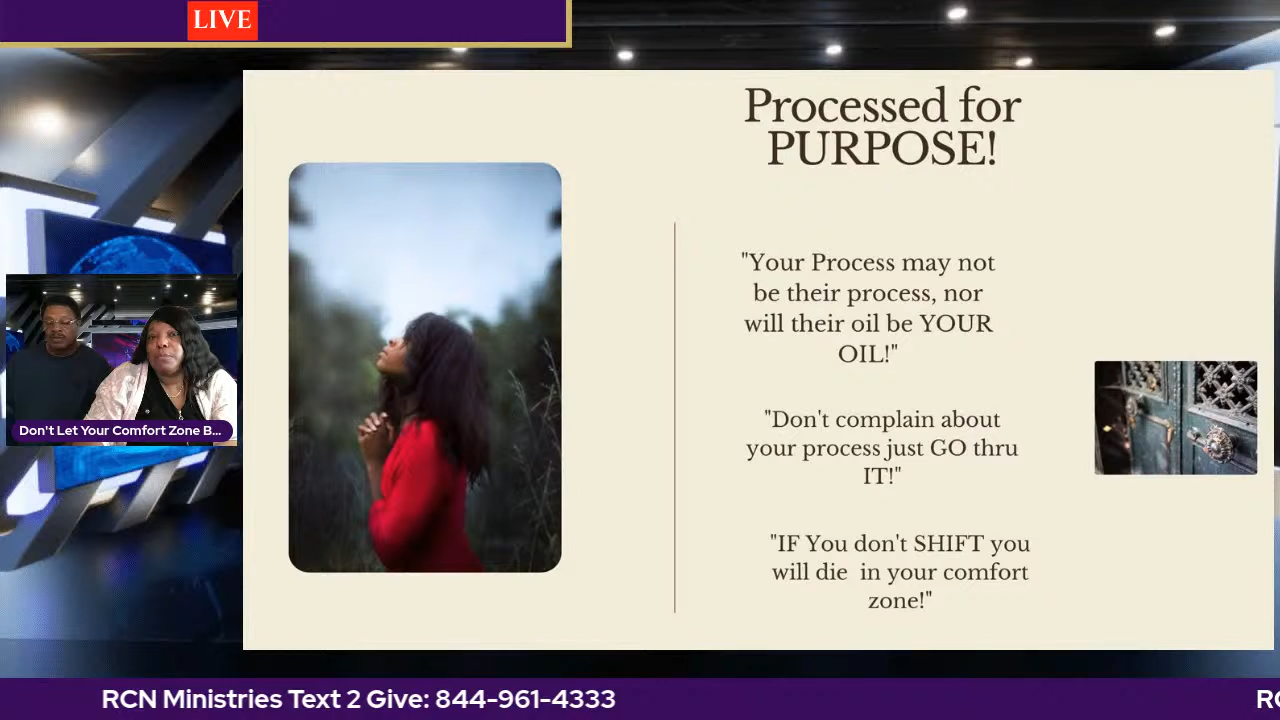 LIVE
Processed for
PURPOSE!
"Your Process may not
be their process, nor
will their oil be YOUR
OIL!"
"Don't complain about
your process just GO thru
IT!"
"IF You don't SHIFT you
will die in your comfort
zone!"
Don't Let Your Comfort Zone B...
RCN Ministries Text 2 Give: 844-961-4333